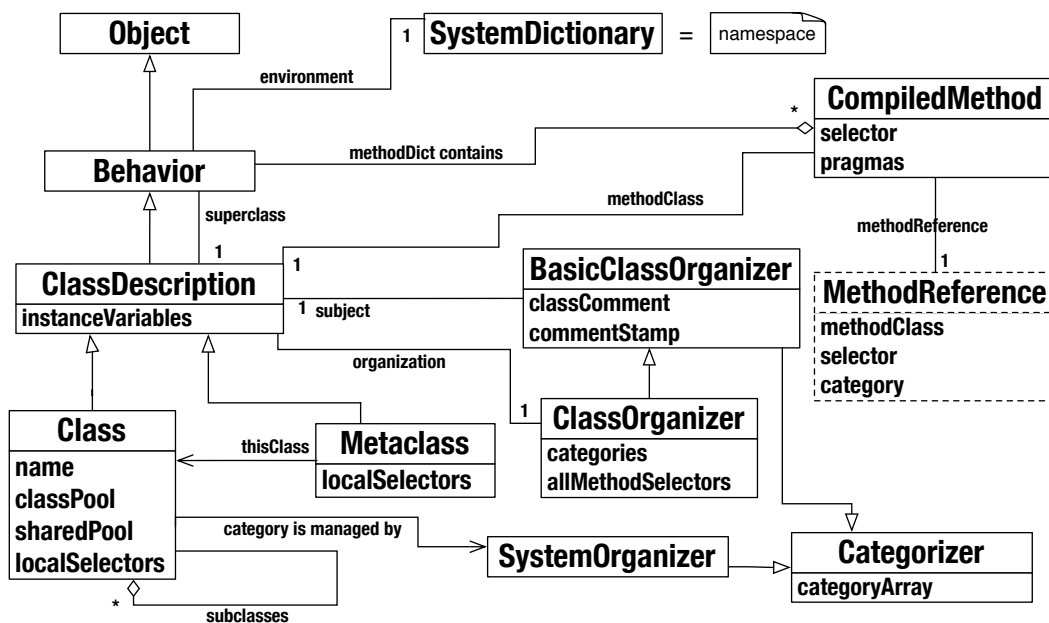 Object
1
SystemDictionary
=
namespace
environment
*
CompiledMethod
selector
pragmas
methodDict contains
Behavior
superclass
1
methodClass
1
methodReference
1
ClassDescription
instanceVariables
1
subject
BasicClassOrganizer
classComment
commentStamp
MethodReference
methodClass
selector
category
organization
1
Class
name
classPool
sharedPool
localSelectors
thisClass
Metaclass
localSelectors
ClassOrganizer
categories
allMethodSelectors
category is managed by
SystemOrganizer
Categorizer
categoryArray
*
subclasses